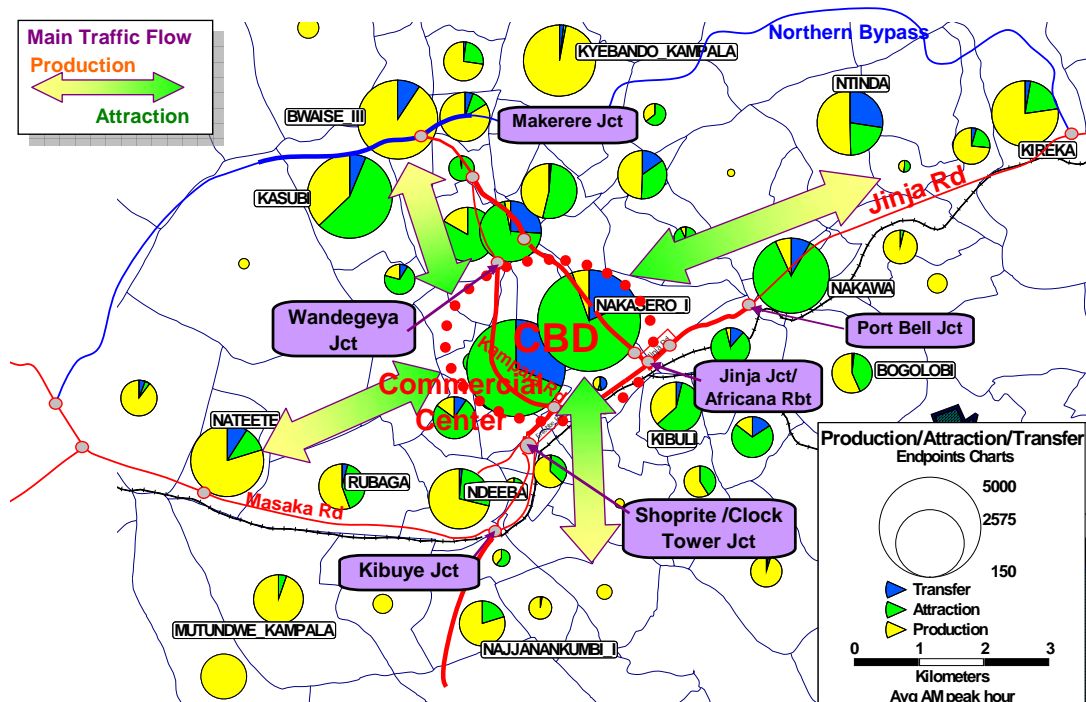 Main Traffic Flow
Production
Attraction
KYEBANDO_KAMPALA
Northern Bypass
NTINDA
BWAISE_III
Makerere Jct
KIREKA
KASUBI
Jinja Rd
NAKASERO_I
NAKAWA
Wandegeya
Jct
CBD
Port Bell Jct
Kampala Rd
Commercial
Center
Jinja Jct/
Africana Rbt
BOGOLOBI
NATEETE
KIBULI
Production/Attraction/Transfer
Endpoints Charts
5000
2575
150
RUBAGA
NDEEBA
Masaka Rd
Shoprite /Clock
Tower Jct
Kibuye Jct
Transfer
Attraction
Production
MUTUNDWE_KAMPALA
NAJJANANKUMBI_I
0 1 2 3
Kilometers
Avg AM peak hour